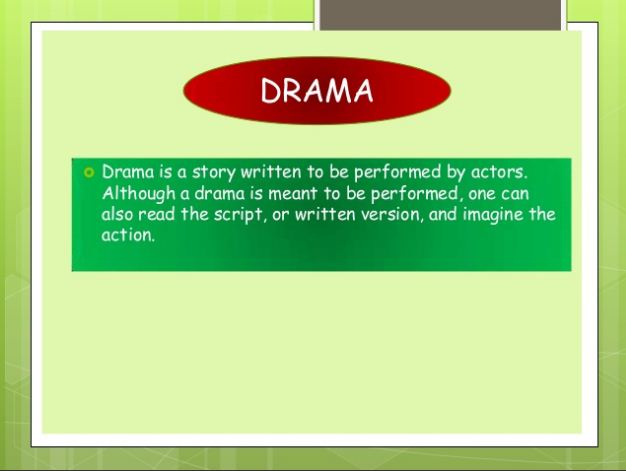 DRAMA
Drama is a story written to be performed by actors.
Although a drama is meant to be performed, one can
also read the script, or written version, and imagine the
action.